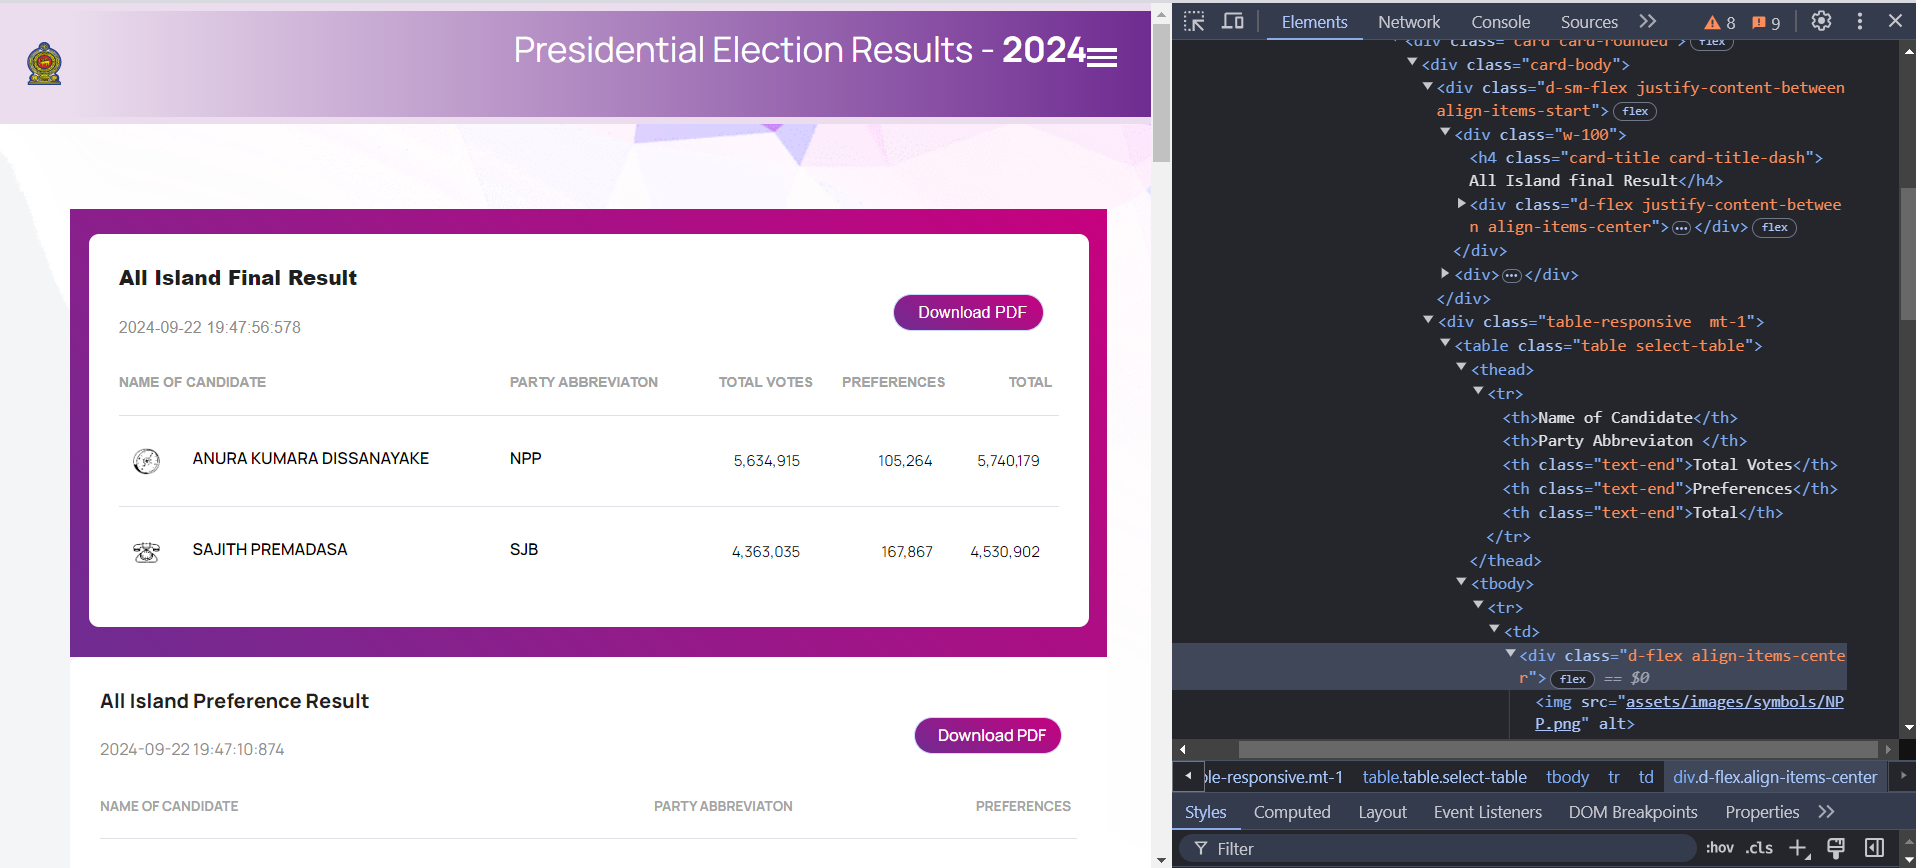 Presidential Election Results - 2024
All Island Final Result
Download PDF
2024-09-22 19:47:56:578
NAME OF CANDIDATE PARTY ABBREVIATON TOTAL VOTES PREFERENCES TOTAL
ANURA KUMARA DISSANAYAKE NPP 5,634,915 105,264 5,740,179
SAJITH PREMADASA SJB 4,363,035 167,867 4,530,902
All Island Preference Result
Download PDF
2024-09-22 19:47:10:874
NAME OF CANDIDATE PARTY ABBREVIATON PREFERENCES
Elements Network Console Sources 8 9
<div class="card card-rounded"> flex
<div class="card-body">
<div class="d-sm-flex justify-content-between
align-items-start"> flex
<div class="w-100">
<h4 class="card-title card-title-dash">
All Island final Result</h4>
<div class="d-flex justify-content-betwee
n align-items-center"> ••• </div> flex
</div>
<div> ••• </div>
</div>
<div class="table-responsive  mt-1">
<table class="table select-table">
<thead>
<tr>
<th>Name of Candidate</th>
<th>Party Abbreviaton </th>
<th class="text-end">Total Votes</th>
<th class="text-end">Preferences</th>
<th class="text-end">Total</th>
</tr>
</thead>
<tbody>
<tr>
<td>
<div class="d-flex align-items-cente
r"> flex == $0
<img src="assets/images/symbols/NP
P.png" alt>
ble-responsive.mt-1 table.table.select-table tbody tr td div.d-flex.align-items-center
Styles Computed Layout Event Listeners DOM Breakpoints Properties
Filter :hov .cls